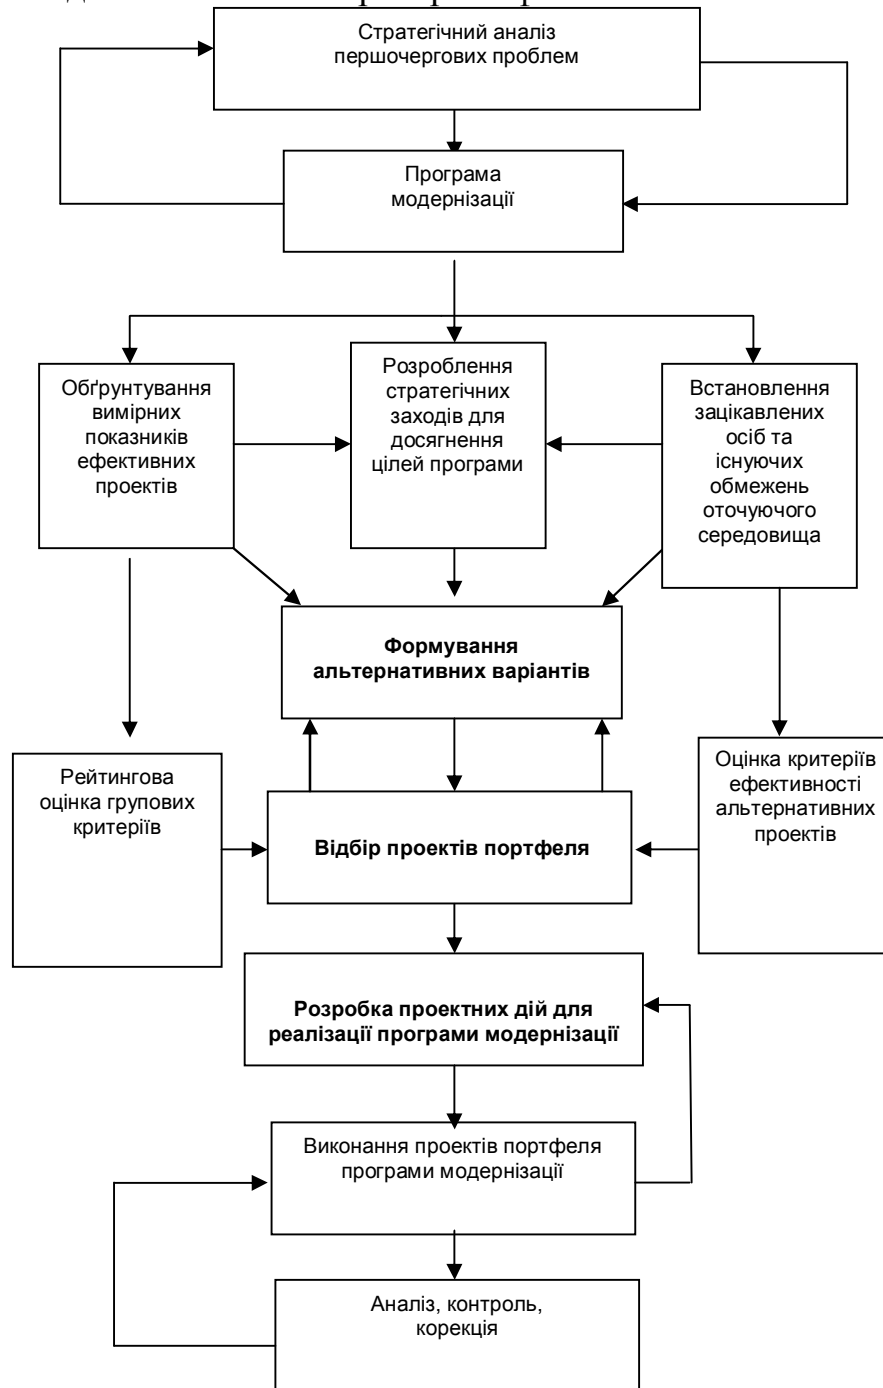 Стратегічний аналіз
першочергових проблем
Програма
модернізації
Обґрунтування
вимірних
показників
ефективних
проектів
Розроблення
стратегічних
заходів для
досягнення
цілей програми
Встановлення
зацікавлених
осіб та
існуючих
обмежень
оточуючого
середовища
Формування
альтернативних варіантів
Рейтингова
оцінка групових
критеріїв
Відбір проектів портфеля
Оцінка критеріїв
ефективності
альтернативних
проектів
Розробка проектних дій для
реалізації програми модернізації
Виконання проектів портфеля
програми модернізації
Аналіз, контроль,
корекція